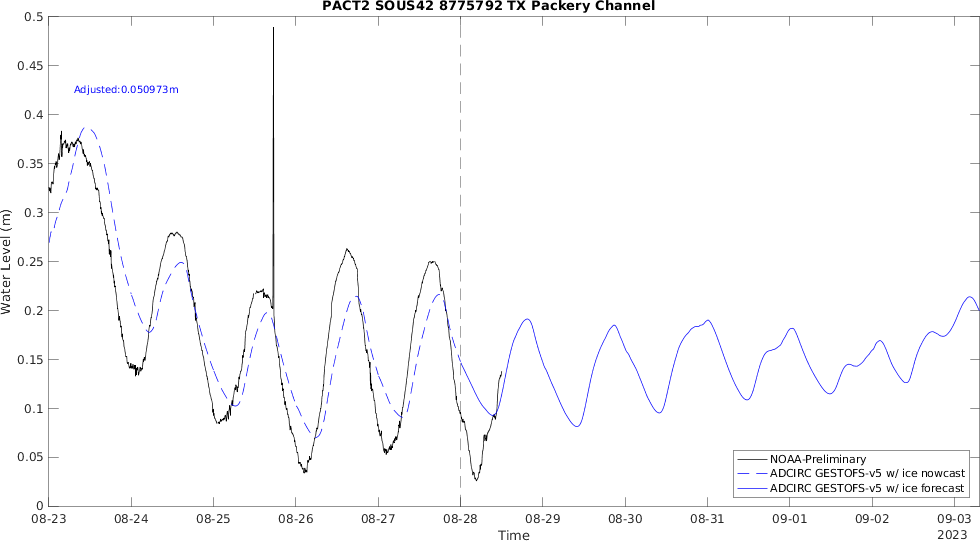 PACT2 SOUS42 8775792 TX Packery Channel
0.5
0.45
0.4
0.35
0.3
0.25
0.2
0.15
0.1
0.05
0
Water Level (m)
Adjusted:0.050973m
NOAA-Preliminary
ADCIRC GESTOFS-v5 w/ ice nowcast
ADCIRC GESTOFS-v5 w/ ice forecast
08-23 08-24 08-25 08-26 08-27 08-28 08-29 08-30 08-31 09-01 09-02 09-03
Time
2023